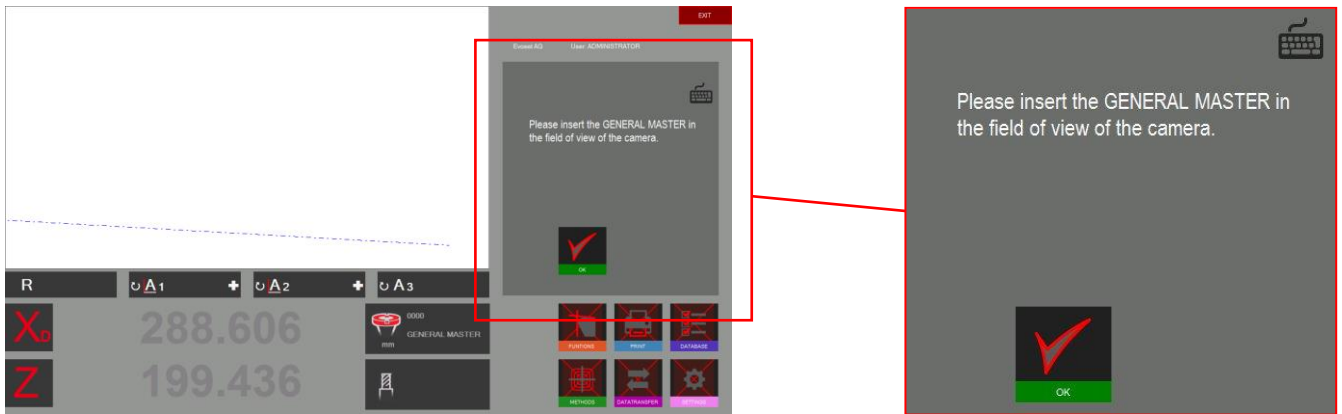 EXIT
Evoset AG User ADMINISTRATOR
Please insert the GENERAL MASTER in
the field of view of the camera.
OK
R
A1
A2
A3
XD
288.606
0000
GENERAL MASTER
mm
Z
199.436
FUNTIONS
PRINT
DATABASE
METHODS
DATATRANSFER
SETTINGS
Please insert the GENERAL MASTER in
the field of view of the camera.
OK